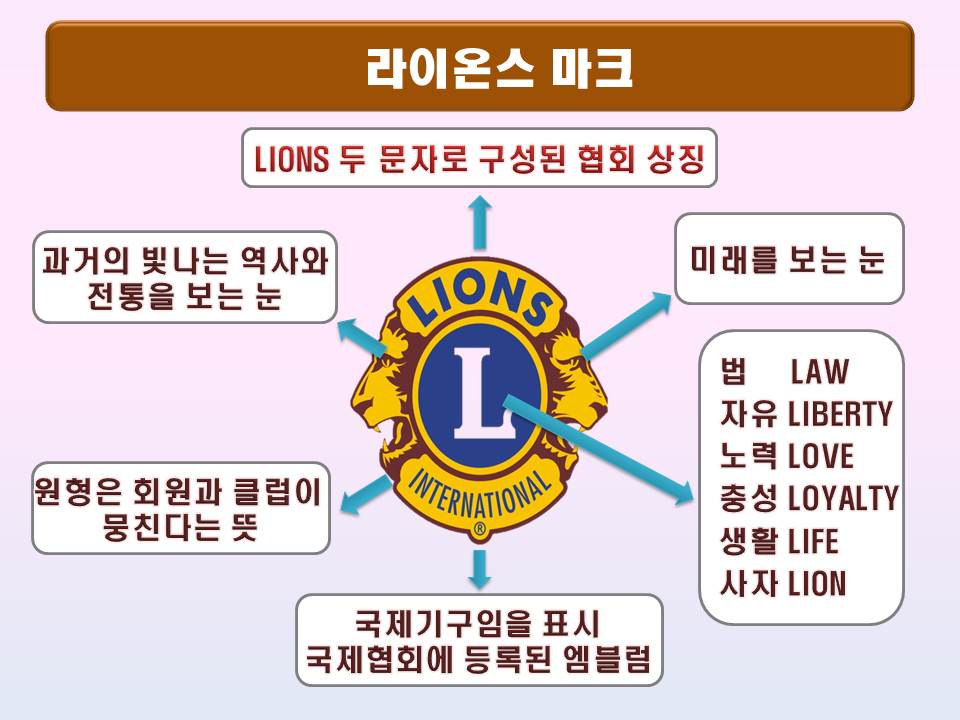 라이온스 마크
LIONS 두 문자로 구성된 협회 상징
과거의 빛나는 역사와
전통을 보는 눈
미래를 보는 눈
LIONS
L
INTERNATIONAL
®
법 LAW
자유 LIBERTY
노력 LOVE
충성 LOYALTY
생활 LIFE
사자 LION
원형은 회원과 클럽이
뭉친다는 뜻
국제기구임을 표시
국제협회에 등록된 엠블럼